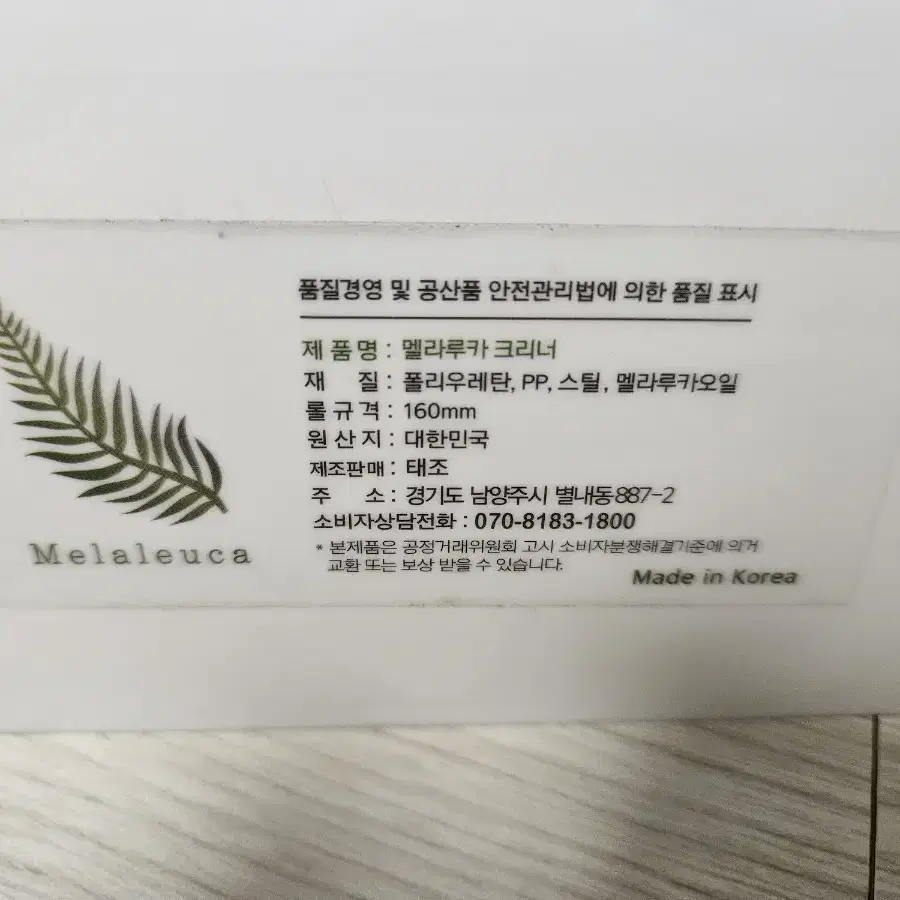 품질경영 및 공산품 안전관리법에 의한 품질 표시
제 품 명 : 멜라루카 크리너
재 질 : 폴리우레탄, PP, 스틸, 멜라루카오일
롤 규 격 : 160mm
원 산 지 : 대한민국
제조판매 : 태조
주 소 : 경기도 남양주시 별내동887-2
소비자상담전화 : 070-8183-1800
* 본제품은 공정거래위원회 고시 소비자분쟁해결기준에 의거
교환 또는 보상 받을 수 있습니다.
Melaleuca
Made in Korea